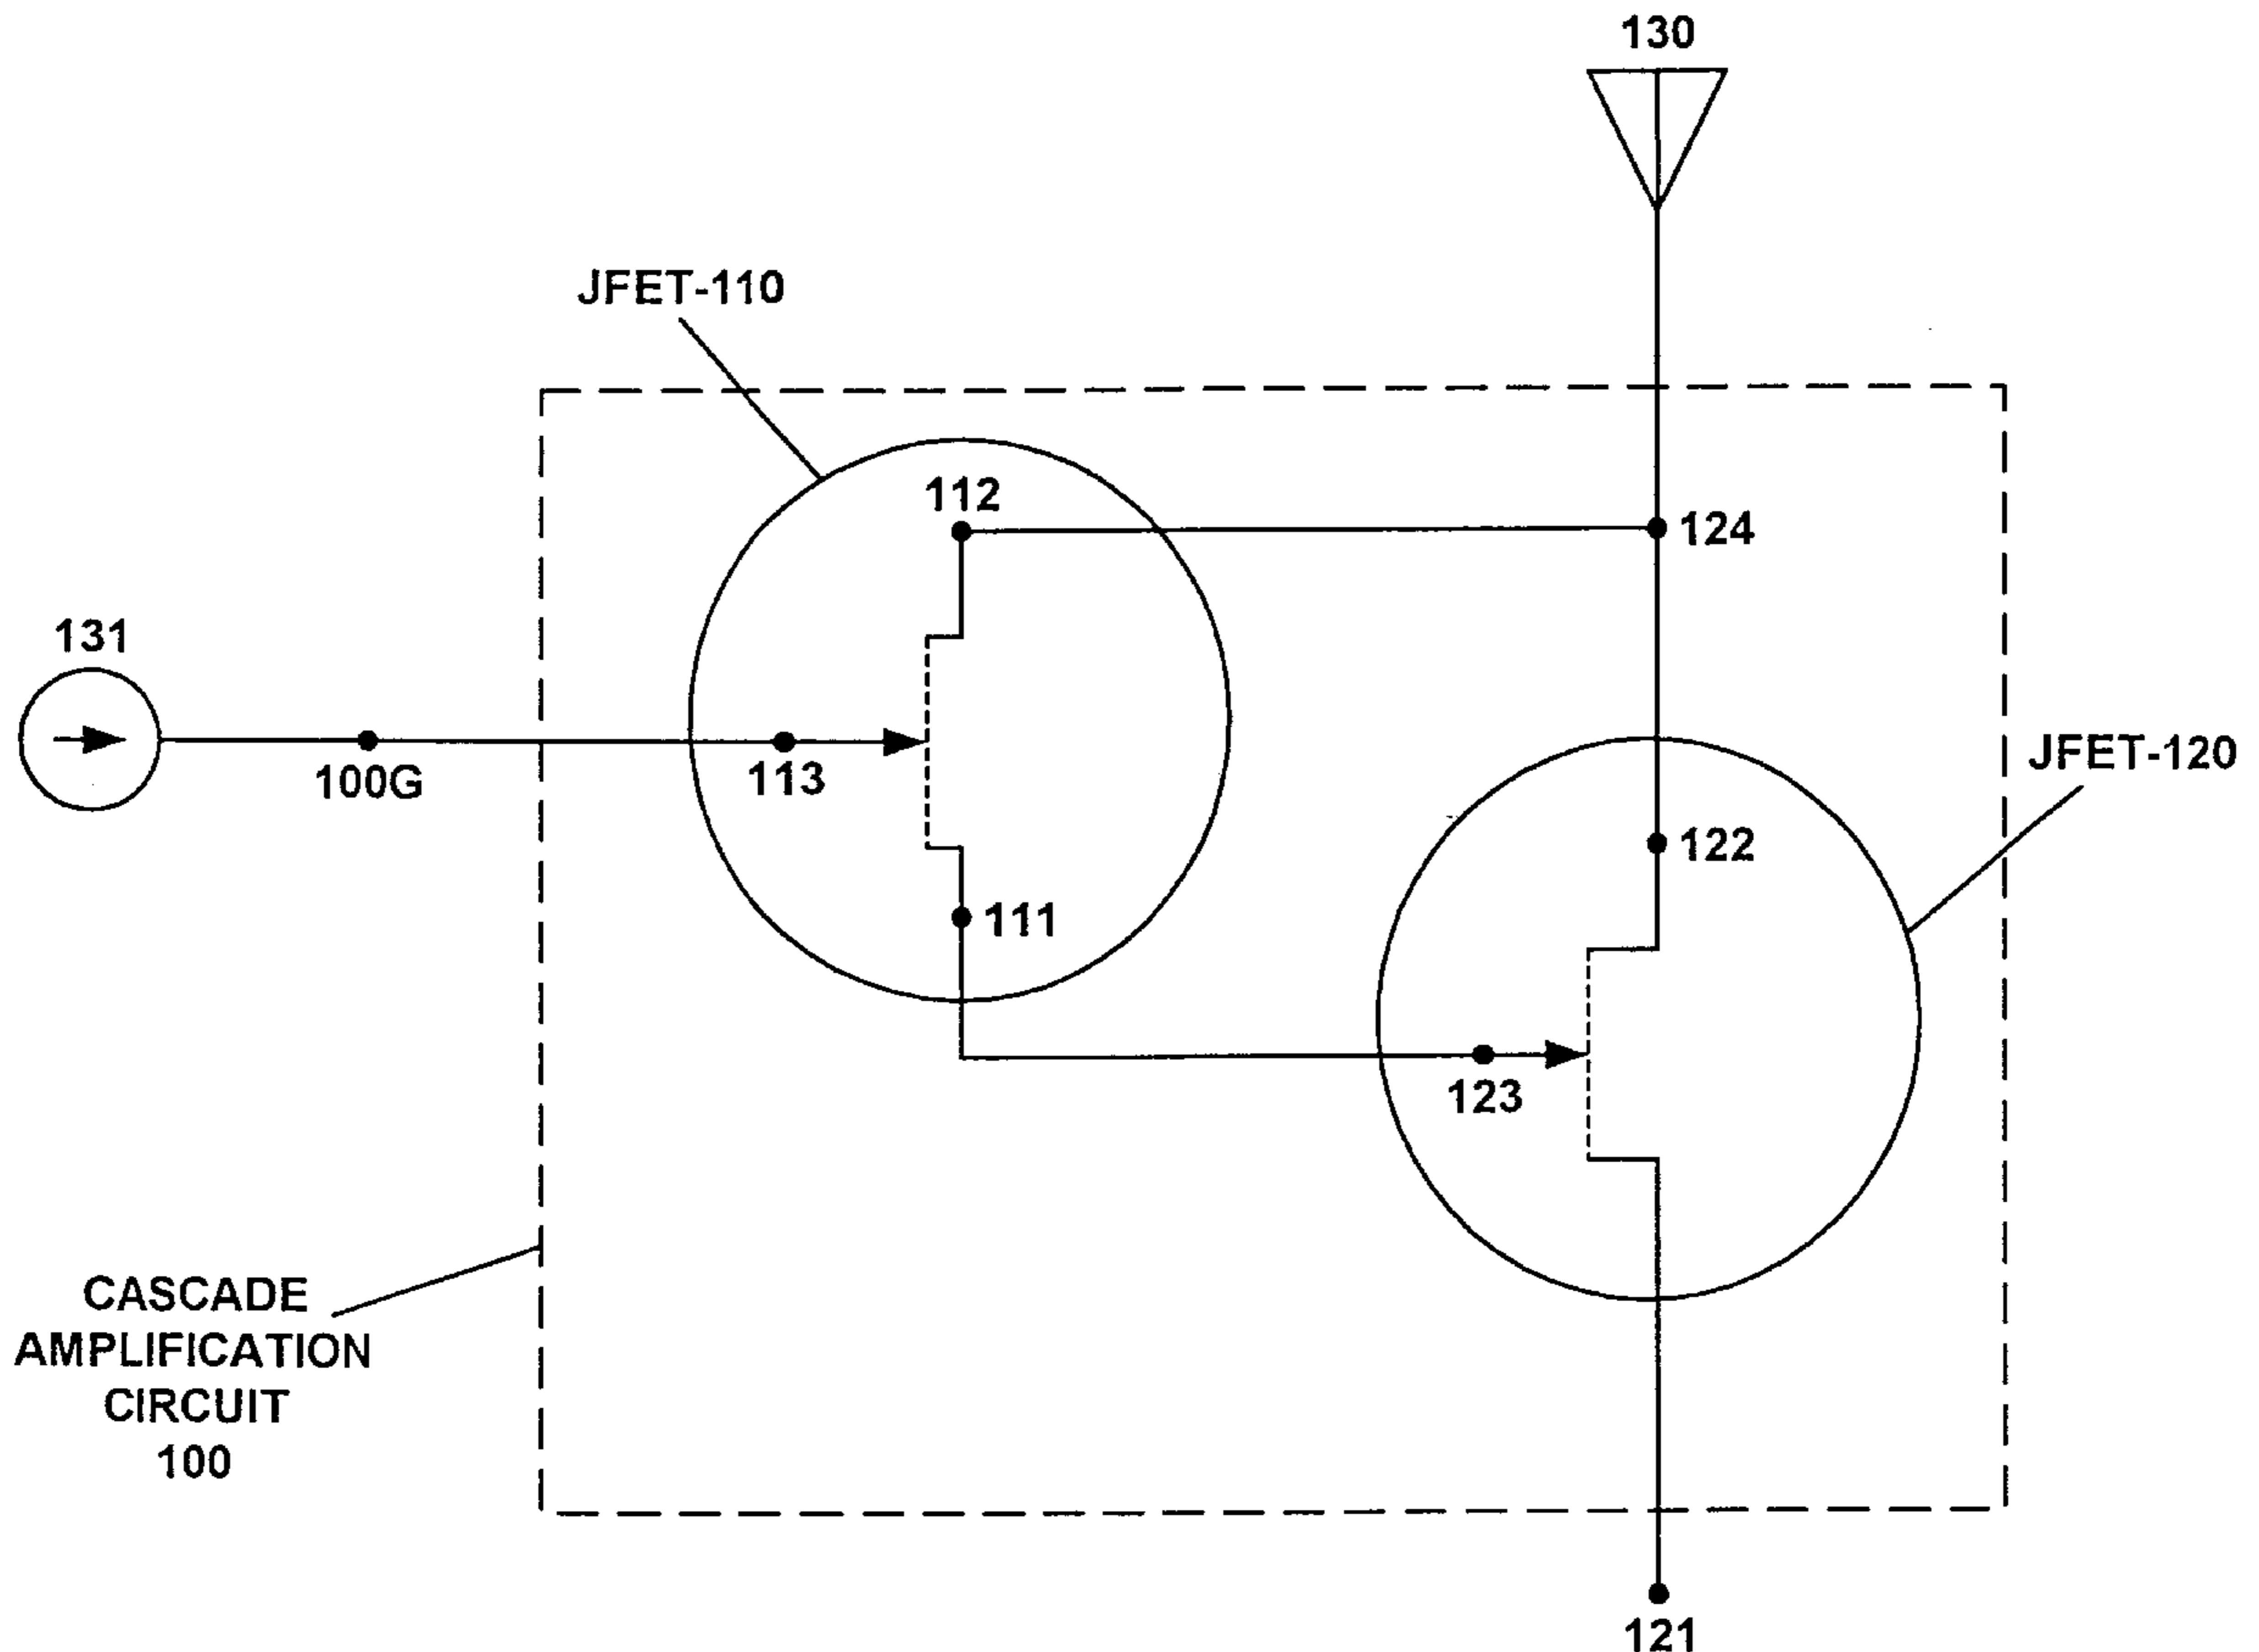 130
JFET-110
112
124
131
100G
113
JFET-120
122
111
123
CASCADE
AMPLIFICATION
CIRCUIT
100
121